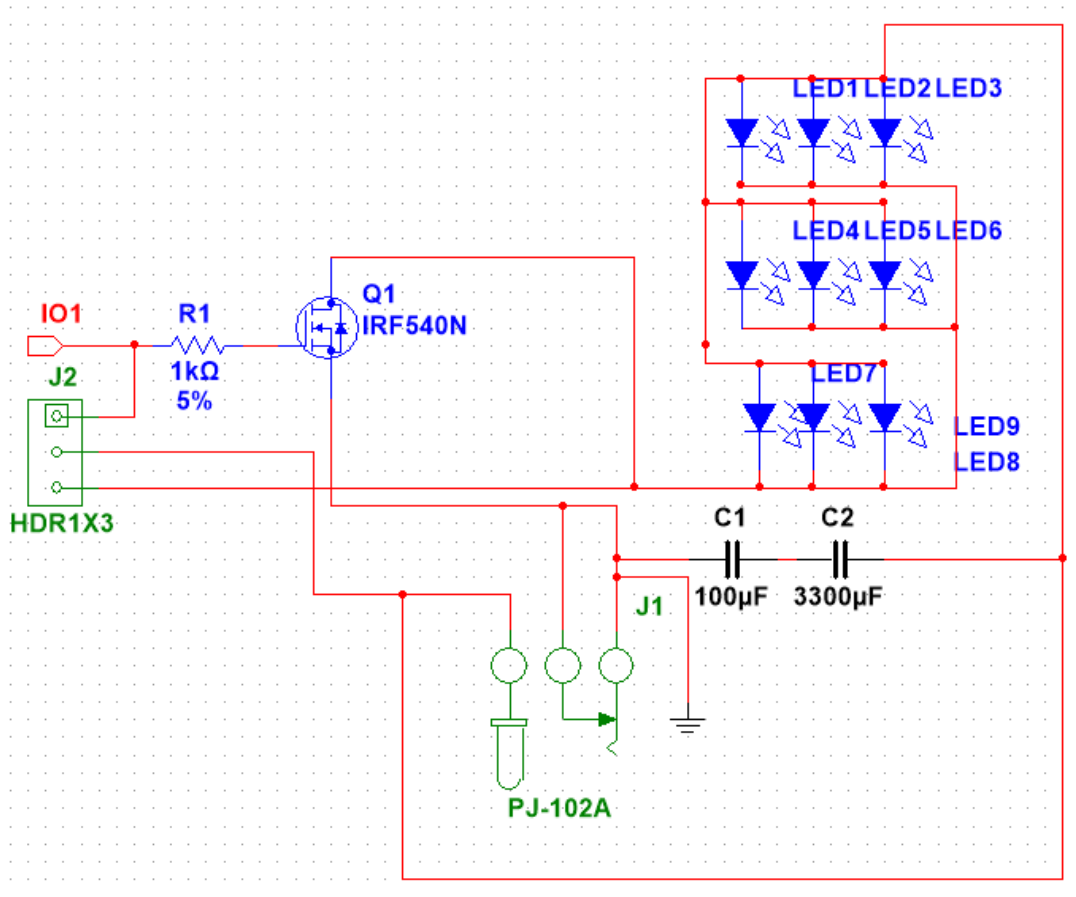 LED1 LED2 LED3
LED4 LED5 LED6
Q1
IRF540N
IO1
R1
1kΩ
5%
J2
HDR1X3
LED7
LED9
LED8
C1
C2
100µF
3300µF
J1
PJ-102A